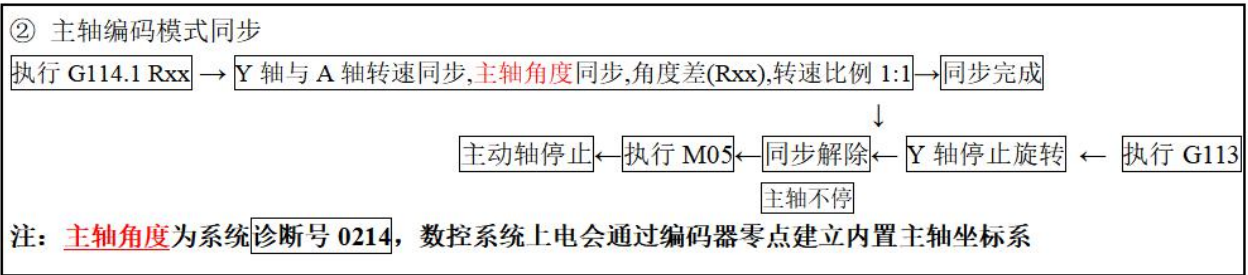 ② 主轴编码模式同步
执行 G114.1 Rxx → Y 轴与 A 轴转速同步,主轴角度同步,角度差(Rxx),转速比例 1:1→同步完成
↓
主动轴停止←执行 M05←同步解除← Y 轴停止旋转 ← 执行 G113
主轴不停
注：主轴角度为系统诊断号 0214，数控系统上电会通过编码器零点建立内置主轴坐标系